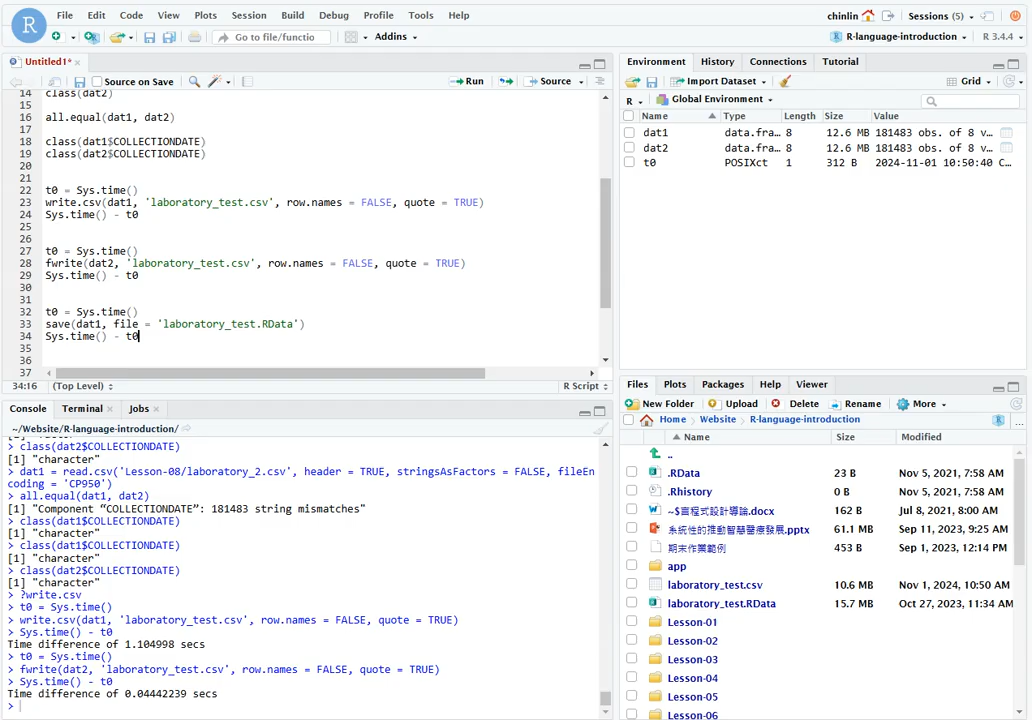 File Edit Code View Plots Session Build Debug Profile Tools Help
chinlin Sessions (5)
Go to file/functio Addins
R-language-introduction R 3.4.4
Untitled1*
Source on Save Run Source
14 class(dat2)
15
16 all.equal(dat1, dat2)
17
18 class(dat1$COLLECTIONDATE)
19 class(dat2$COLLECTIONDATE)
20
21
22 t0 = Sys.time()
23 write.csv(dat1, 'laboratory_test.csv', row.names = FALSE, quote = TRUE)
24 Sys.time() - t0
25
26
27 t0 = Sys.time()
28 fwrite(dat2, 'laboratory_test.csv', row.names = FALSE, quote = TRUE)
29 Sys.time() - t0
30
31
32 t0 = Sys.time()
33 save(dat1, file = 'laboratory_test.RData')
34 Sys.time() - t0
35
36
37
34:16 (Top Level) R Script
Console Terminal Jobs
~/Website/R-language-introduction/
> class(dat2$COLLECTIONDATE)
[1] "character"
> dat1 = read.csv('Lesson-08/laboratory_2.csv', header = TRUE, stringsAsFactors = FALSE, fileEn
coding = 'CP950')
> all.equal(dat1, dat2)
[1] "Component “COLLECTIONDATE”: 181483 string mismatches"
> class(dat1$COLLECTIONDATE)
[1] "character"
> class(dat1$COLLECTIONDATE)
[1] "character"
> class(dat2$COLLECTIONDATE)
[1] "character"
> ?write.csv
> t0 = Sys.time()
> write.csv(dat1, 'laboratory_test.csv', row.names = FALSE, quote = TRUE)
> Sys.time() - t0
Time difference of 1.104998 secs
> t0 = Sys.time()
> fwrite(dat2, 'laboratory_test.csv', row.names = FALSE, quote = TRUE)
> Sys.time() - t0
Time difference of 0.04442239 secs
>
Environment History Connections Tutorial
Import Dataset Grid
R Global Environment
Name Type Length Size Value
dat1 data.fra… 8 12.6 MB 181483 obs. of 8 v…
dat2 data.fra… 8 12.6 MB 181483 obs. of 8 v…
t0 POSIXct 1 312 B 2024-11-01 10:50:40 C…
Files Plots Packages Help Viewer
New Folder Upload Delete Rename More
Home Website R-language-introduction
Name Size Modified
..
.RData 23 B Nov 5, 2021, 7:58 AM
.Rhistory 0 B Nov 5, 2021, 7:58 AM
~$言程式設計導論.docx 162 B Jul 8, 2021, 8:00 AM
系統性的推動智慧醫療發展.pptx 61.1 MB Sep 11, 2023, 9:25 AM
期末作業範例 453 B Sep 1, 2023, 12:14 PM
app
laboratory_test.csv 10.6 MB Nov 1, 2024, 10:50 AM
laboratory_test.RData 15.7 MB Oct 27, 2023, 11:34 AM
Lesson-01
Lesson-02
Lesson-03
Lesson-04
Lesson-05
Lesson-06